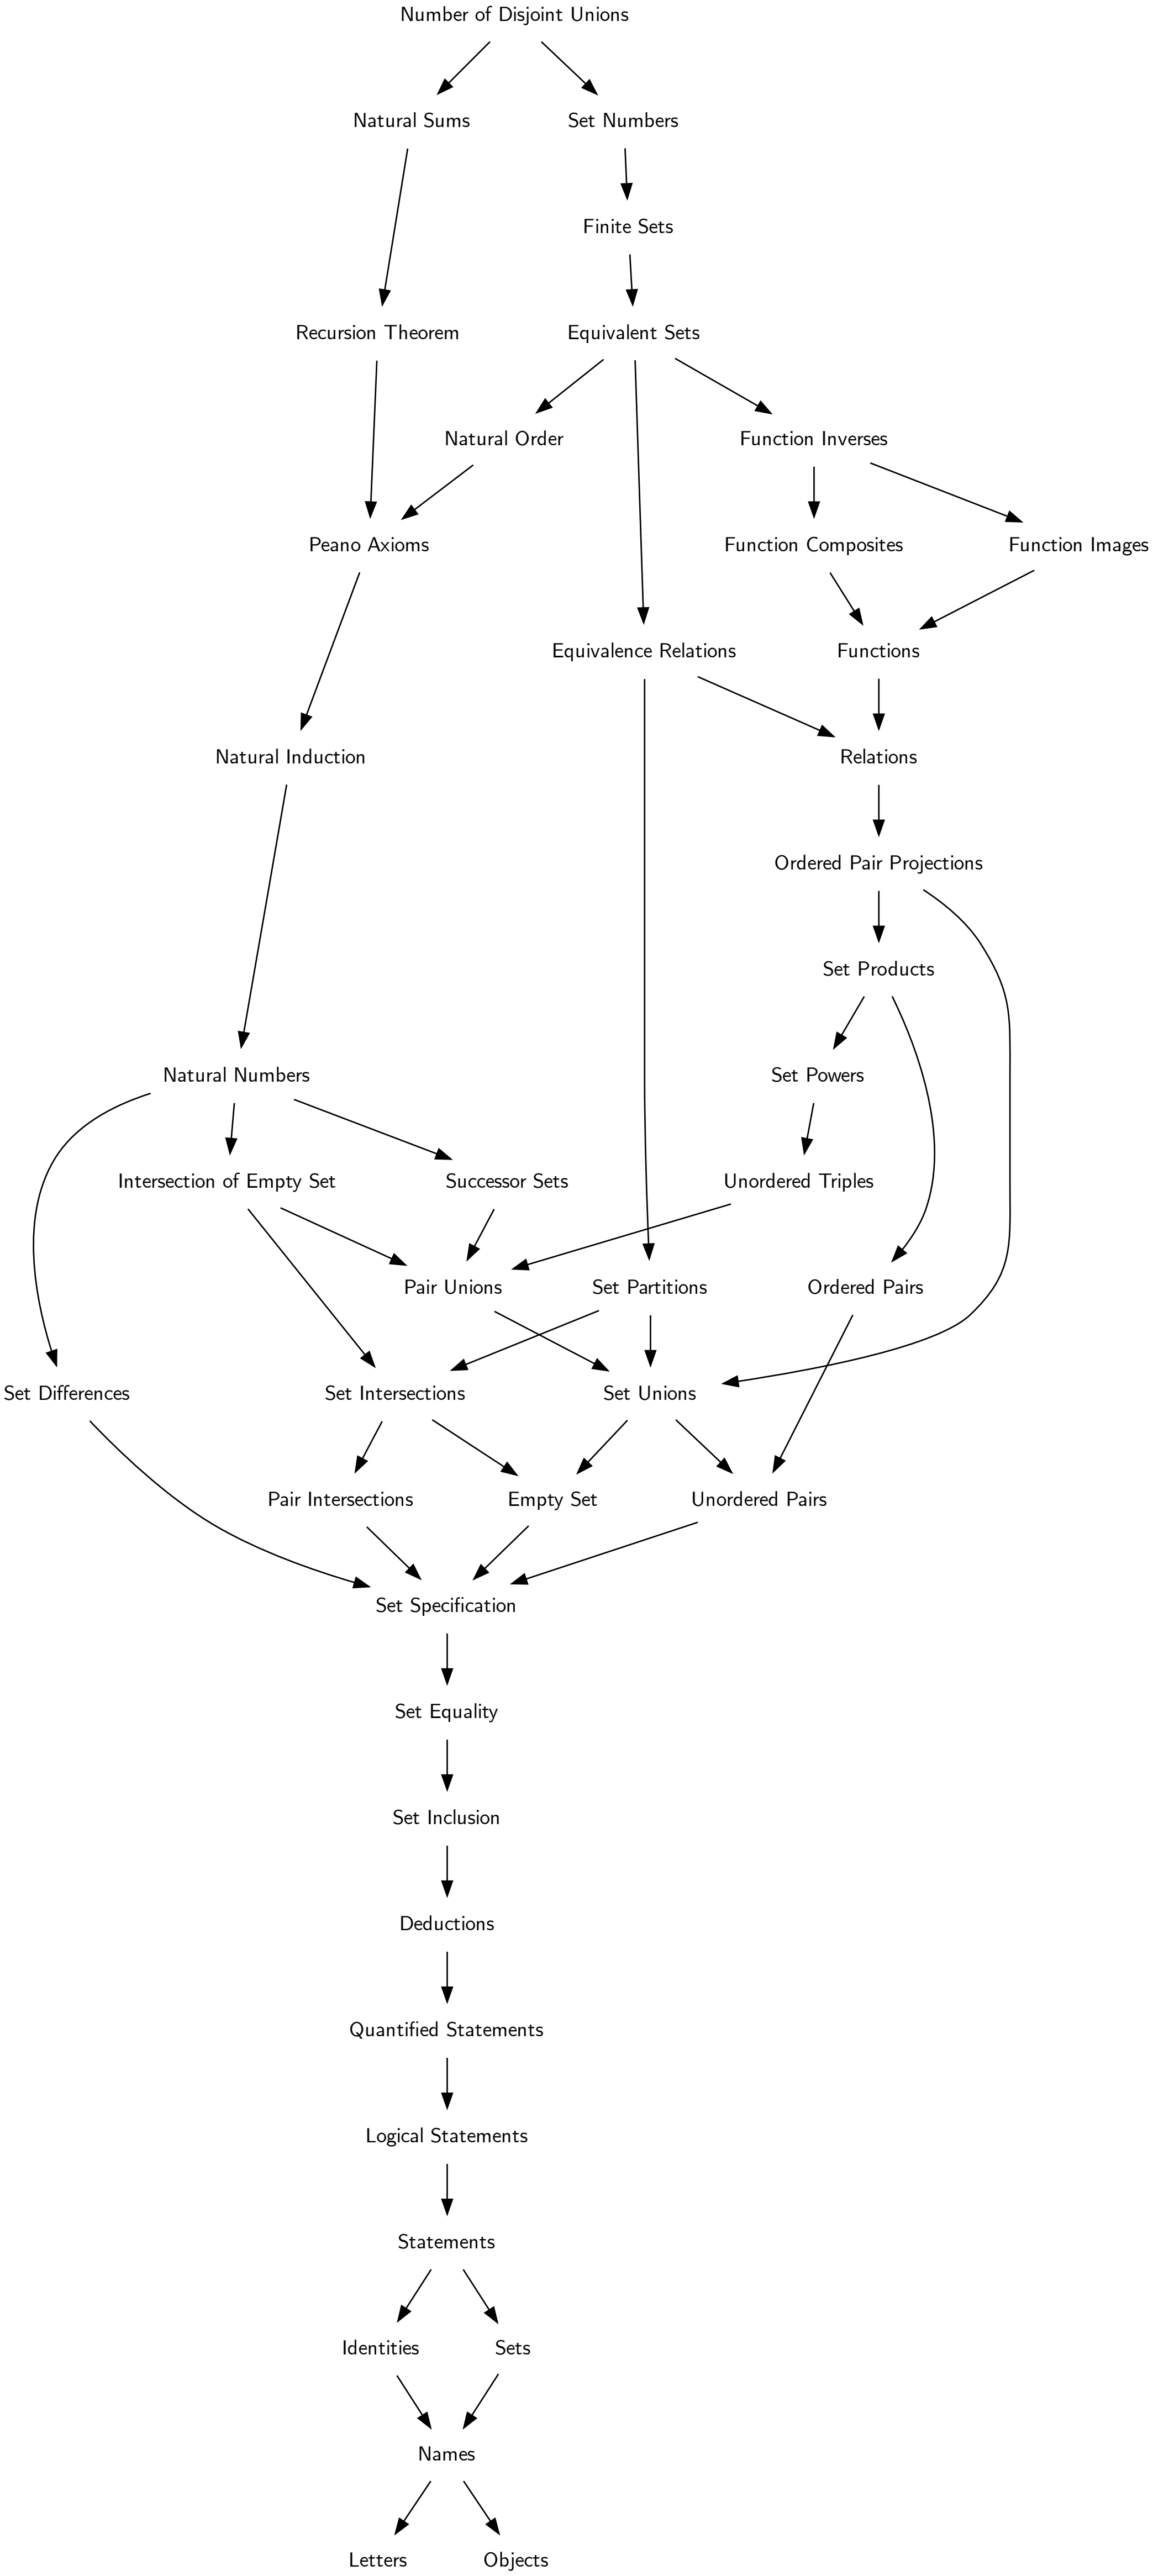 Number of Disjoint Unions
Natural Sums
Set Numbers
Finite Sets
Recursion Theorem
Equivalent Sets
Natural Order
Function Inverses
Peano Axioms
Function Composites
Function Images
Equivalence Relations
Functions
Natural Induction
Relations
Ordered Pair Projections
Set Products
Natural Numbers
Set Powers
Intersection of Empty Set
Successor Sets
Unordered Triples
Pair Unions
Set Partitions
Ordered Pairs
Set Differences
Set Intersections
Set Unions
Pair Intersections
Empty Set
Unordered Pairs
Set Specification
Set Equality
Set Inclusion
Deductions
Quantified Statements
Logical Statements
Statements
Identities
Sets
Names
Letters
Objects